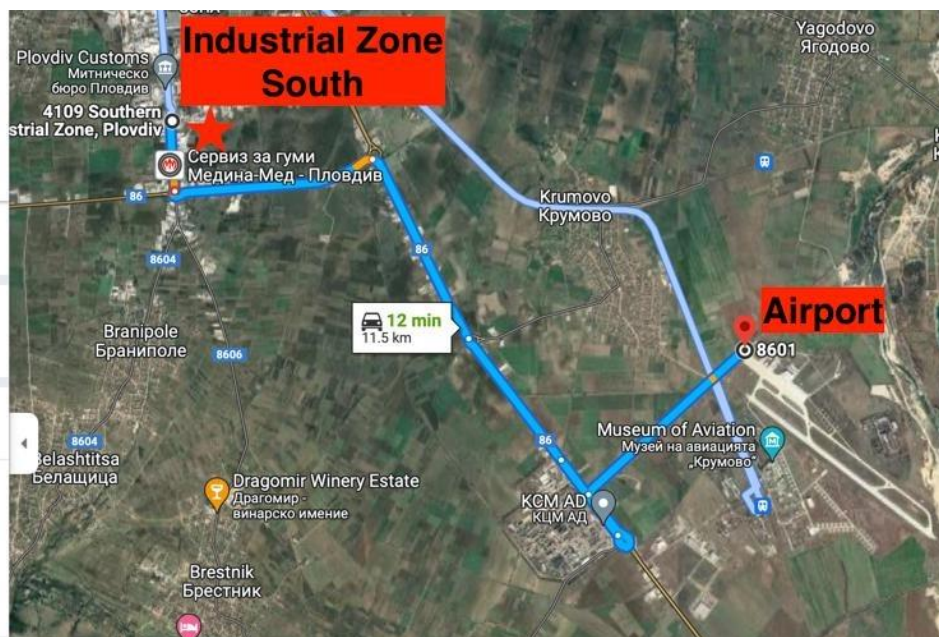 Industrial Zone
South
Yagodovo
Ягодово
Plovdiv Customs
Митническо
бюро Пловдив
4109 Southern
strial Zone, Plovdiv
Сервиз за гуми
Медина-Мед - Пловдив
86
8604
Krumovo
Крумово
86
12 min
11.5 km
Branipole
Браниполе
8606
Airport
8601
8604
Belashtitsa
Белащица
86
Museum of Aviation
Музей на авиацията
„Крумово“
Dragomir Winery Estate
Драгомир -
винарско имение
KCM AD
КЦМ АД
Brestnik
Брестник